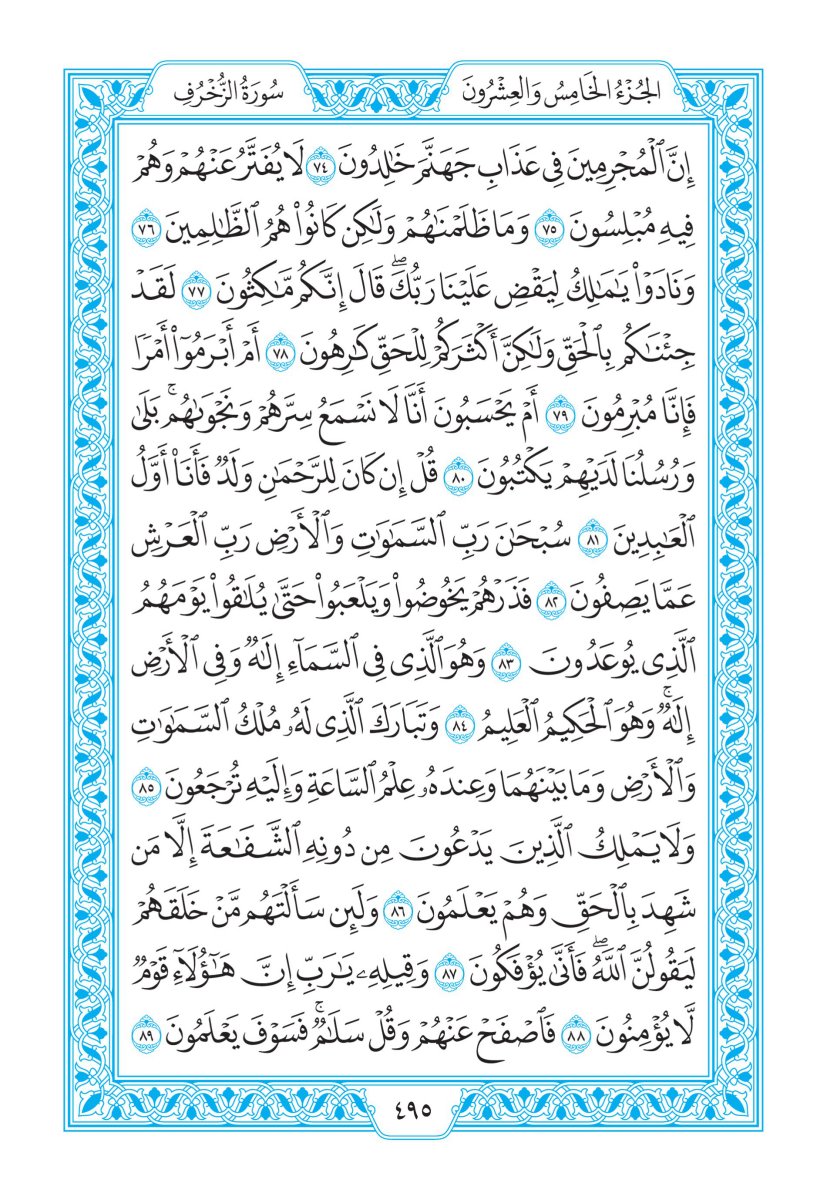 الجُزْءُ الخَامِسُ وَالعِشْرُونَ
سُورَةُ الزُّخْرُفِ
إِنَّ ٱلْمُجْرِمِينَ فِى عَذَابِ جَهَنَّمَ خَٰلِدُونَ ٧٤ لَا يُفَتَّرُ عَنْهُمْ وَهُمْ
فِيهِ مُبْلِسُونَ ٧٥ وَمَا ظَلَمْنَٰهُمْ وَلَٰكِن كَانُوا۟ هُمُ ٱلظَّٰلِمِينَ ٧٦
وَنَادَوْا۟ يَٰمَٰلِكُ لِيَقْضِ عَلَيْنَا رَبُّكَۖ قَالَ إِنَّكُم مَّٰكِثُونَ ٧٧ لَقَدْ
جِئْنَٰكُم بِٱلْحَقِّ وَلَٰكِنَّ أَكْثَرَكُمْ لِلْحَقِّ كَٰرِهُونَ ٧٨ أَمْ أَبْرَمُوٓا۟ أَمْرًا
فَإِنَّا مُبْرِمُونَ ٧٩ أَمْ يَحْسَبُونَ أَنَّا لَا نَسْمَعُ سِرَّهُمْ وَنَجْوَىٰهُمۚ بَلَىٰ
وَرُسُلُنَا لَدَيْهِمْ يَكْتُبُونَ ٨٠ قُلْ إِن كَانَ لِلرَّحْمَٰنِ وَلَدٌ فَأَنَا۠ أَوَّلُ
ٱلْعَٰبِدِينَ ٨١ سُبْحَٰنَ رَبِّ ٱلسَّمَٰوَٰتِ وَٱلْأَرْضِ رَبِّ ٱلْعَرْشِ
عَمَّا يَصِفُونَ ٨٢ فَذَرْهُمْ يَخُوضُوا۟ وَيَلْعَبُوا۟ حَتَّىٰ يُلَٰقُوا۟ يَوْمَهُمُ
ٱلَّذِى يُوعَدُونَ ٨٣ وَهُوَ ٱلَّذِى فِى ٱلسَّمَآءِ إِلَٰهٌ وَفِى ٱلْأَرْضِ
إِلَٰهٌۚ وَهُوَ ٱلْحَكِيمُ ٱلْعَلِيمُ ٨٤ وَتَبَارَكَ ٱلَّذِى لَهُۥ مُلْكُ ٱلسَّمَٰوَٰتِ
وَٱلْأَرْضِ وَمَا بَيْنَهُمَا وَعِندَهُۥ عِلْمُ ٱلسَّاعَةِ وَإِلَيْهِ تُرْجَعُونَ ٨٥
وَلَا يَمْلِكُ ٱلَّذِينَ يَدْعُونَ مِن دُونِهِ ٱلشَّفَٰعَةَ إِلَّا مَن
شَهِدَ بِٱلْحَقِّ وَهُمْ يَعْلَمُونَ ٨٦ وَلَئِن سَأَلْتَهُم مَّنْ خَلَقَهُمْ
لَيَقُولُنَّ ٱللَّهُۖ فَأَنَّىٰ يُؤْفَكُونَ ٨٧ وَقِيلِهِۦ يَٰرَبِّ إِنَّ هَٰٓؤُلَآءِ قَوْمٌ
لَّا يُؤْمِنُونَ ٨٨ فَٱصْفَحْ عَنْهُمْ وَقُلْ سَلَٰمٌۚ فَسَوْفَ يَعْلَمُونَ ٨٩
٤٩٥